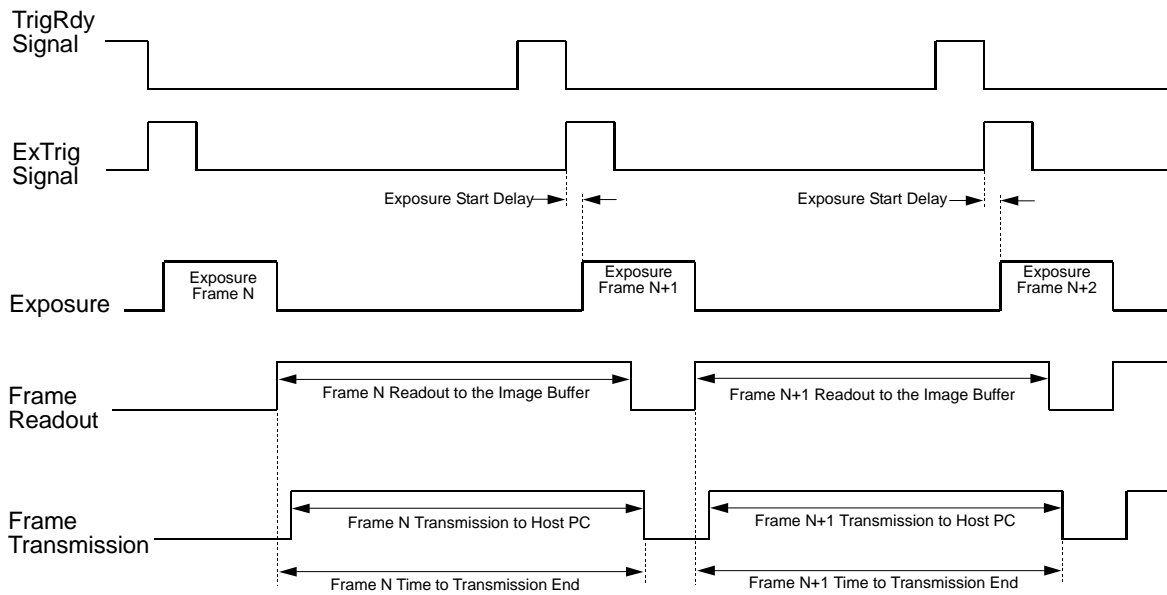 TrigRdy
Signal
ExTrig
Signal
Exposure Start Delay
Exposure Start Delay
Exposure
Exposure
Frame N
Exposure
Frame N+1
Exposure
Frame N+2
Frame
Readout
Frame N Readout to the Image Buffer
Frame N+1 Readout to the Image Buffer
Frame
Transmission
Frame N Transmission to Host PC
Frame N+1 Transmission to Host PC
Frame N Time to Transmission End
Frame N+1 Time to Transmission End